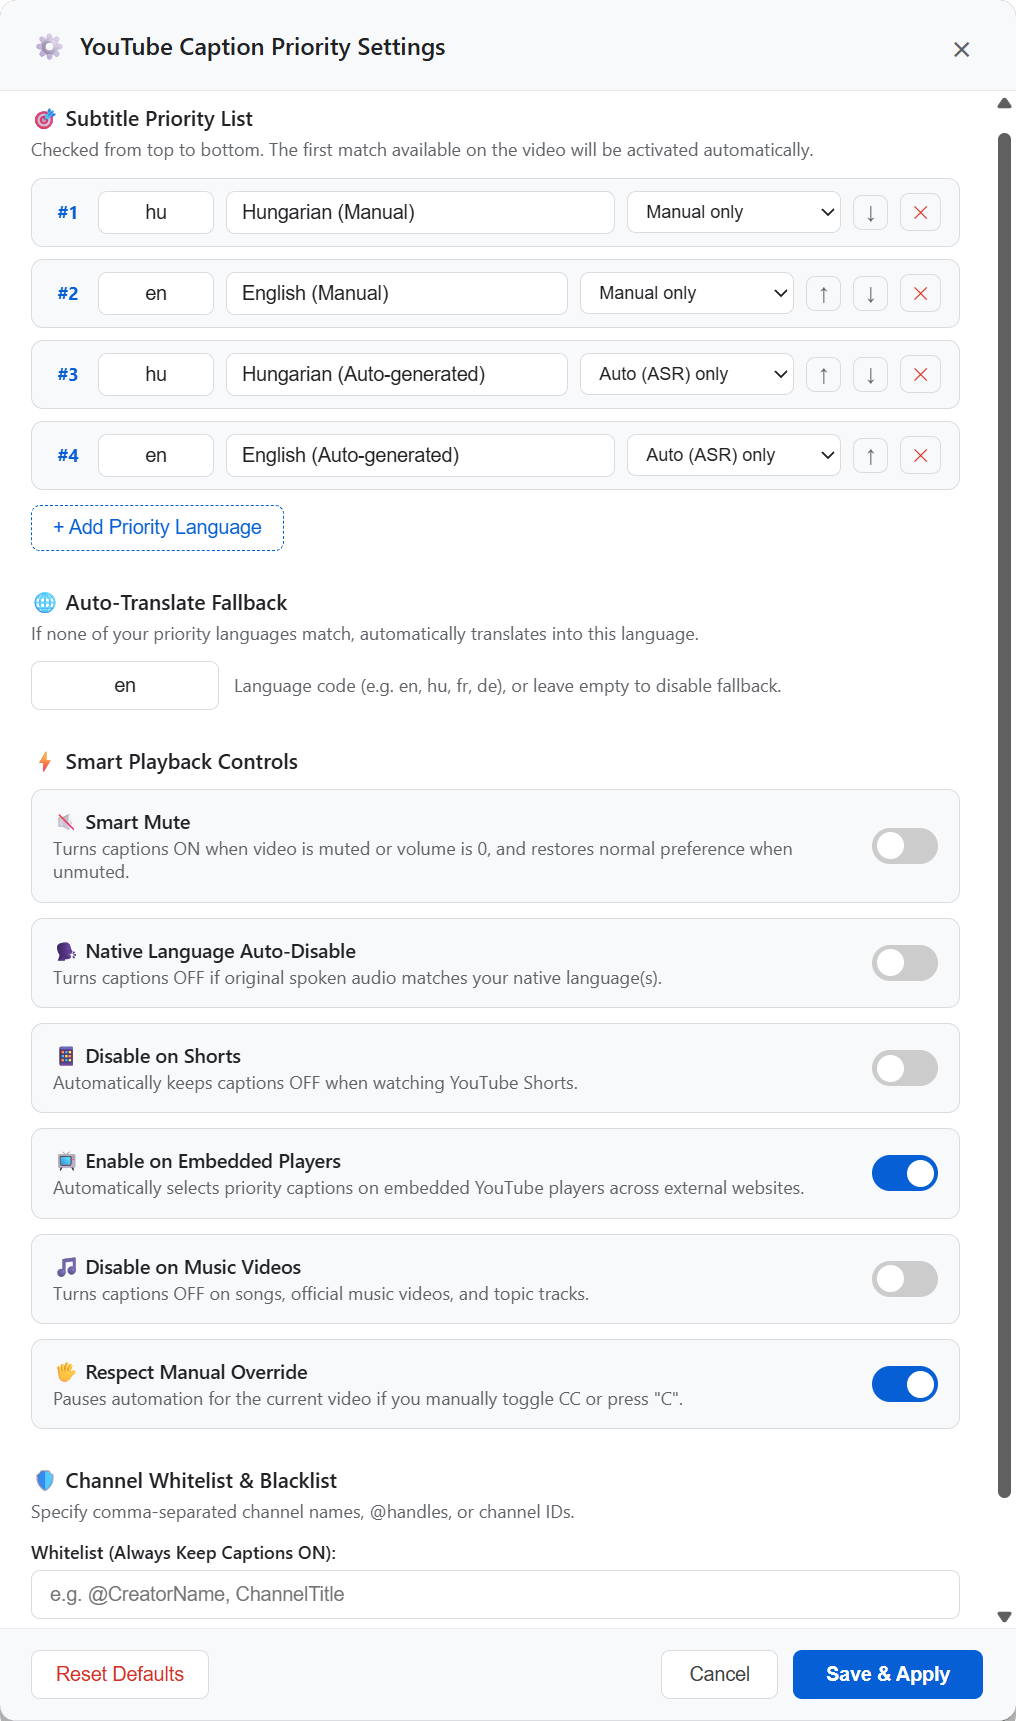 YouTube Caption Priority Settings
Subtitle Priority List
Checked from top to bottom. The first match available on the video will be activated automatically.
#1 hu Hungarian (Manual) Manual only ↓
#2 en English (Manual) Manual only ↑ ↓
#3 hu Hungarian (Auto-generated) Auto (ASR) only ↑ ↓
#4 en English (Auto-generated) Auto (ASR) only ↑
+ Add Priority Language
Auto-Translate Fallback
If none of your priority languages match, automatically translates into this language.
en Language code (e.g. en, hu, fr, de), or leave empty to disable fallback.
Smart Playback Controls
Smart Mute
Turns captions ON when video is muted or volume is 0, and restores normal preference when
unmuted.
Native Language Auto-Disable
Turns captions OFF if original spoken audio matches your native language(s).
Disable on Shorts
Automatically keeps captions OFF when watching YouTube Shorts.
Enable on Embedded Players
Automatically selects priority captions on embedded YouTube players across external websites.
Disable on Music Videos
Turns captions OFF on songs, official music videos, and topic tracks.
Respect Manual Override
Pauses automation for the current video if you manually toggle CC or press "C".
Channel Whitelist & Blacklist
Specify comma-separated channel names, @handles, or channel IDs.
Whitelist (Always Keep Captions ON):
e.g. @CreatorName, ChannelTitle
Reset Defaults Cancel Save & Apply